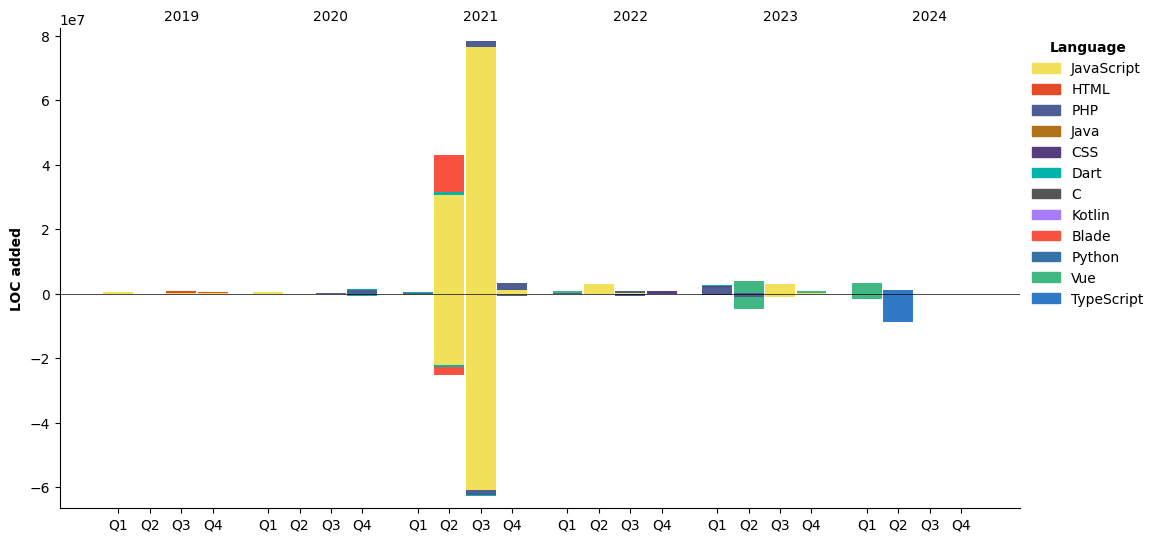 2019 2020 2021 2022 2023 2024
1e7
8
6
4
2
0
−2
−4
−6
LOC added
Q1 Q2 Q3 Q4 Q1 Q2 Q3 Q4 Q1 Q2 Q3 Q4 Q1 Q2 Q3 Q4 Q1 Q2 Q3 Q4 Q1 Q2 Q3 Q4
Language
JavaScript
HTML
PHP
Java
CSS
Dart
C
Kotlin
Blade
Python
Vue
TypeScript